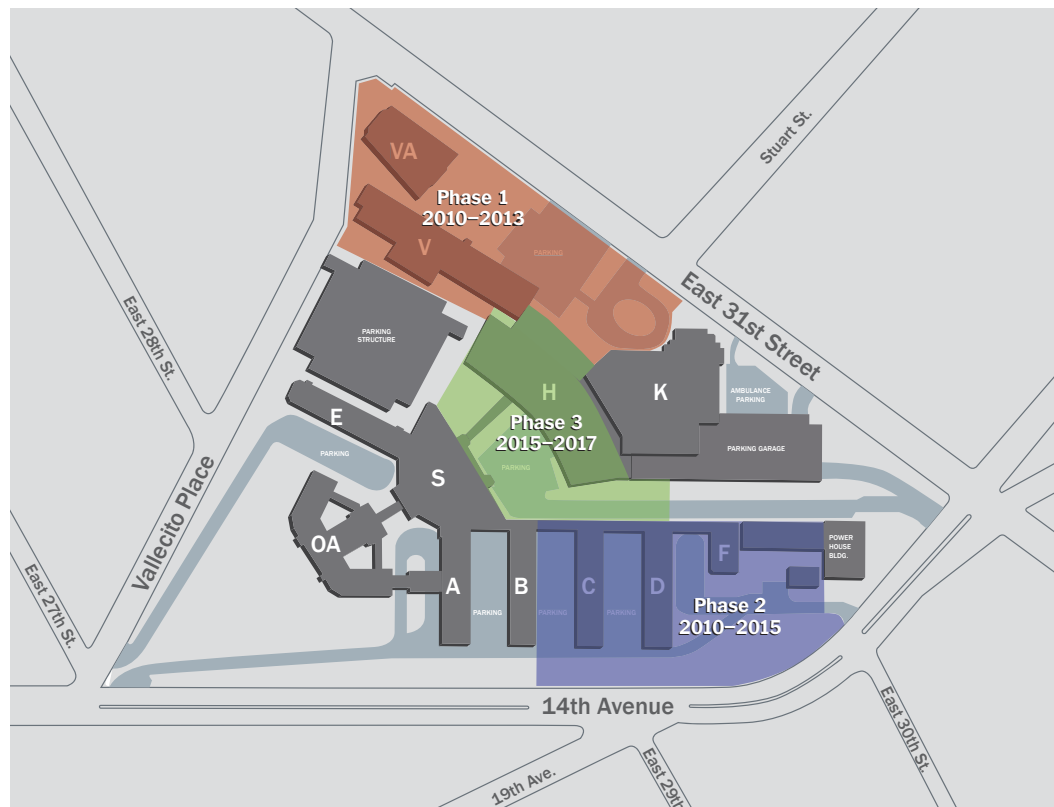 Stuart St.
VA
Phase 1
2010–2013
V
PARKING
East 31st Street
East 28th St.
PARKING
STRUCTURE
H
K
AMBULANCE
PARKING
E
Phase 3
2015–2017
PARKING GARAGE
PARKING
PARKING
S
Vallecito Place
OA
POWER
HOUSE
BLDG.
F
A
B
C
D
PARKING
PARKING
PARKING
Phase 2
2010–2015
East 27th St.
14th Avenue
East 30th St.
19th Ave.
East 29th